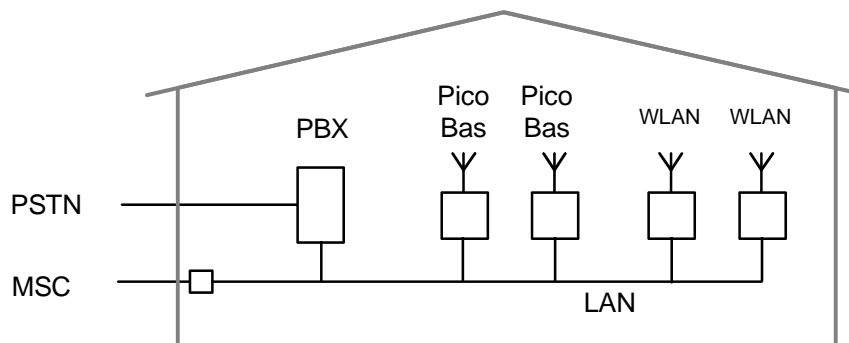 Pico Pico
Bas Bas
PBX
WLAN WLAN
PSTN
MSC
LAN